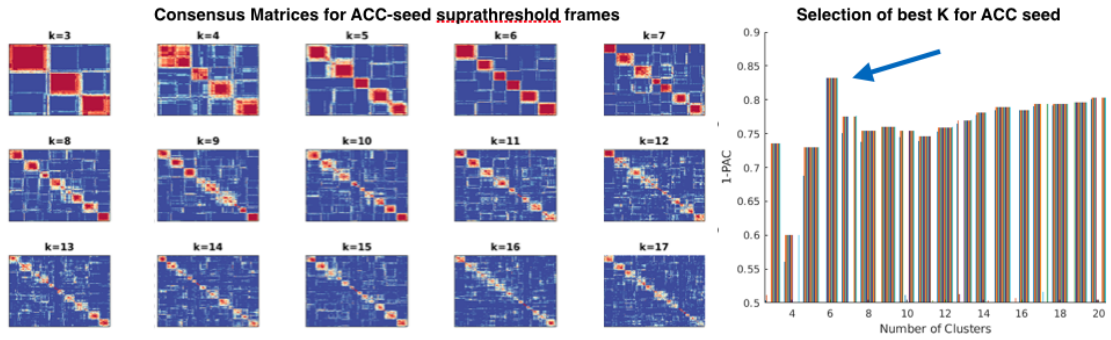 Consensus Matrices for ACC-seed suprathreshold frames
k=3
k=4
k=5
k=6
k=7
k=8
k=9
k=10
k=11
k=12
k=13
k=14
k=15
k=16
k=17
Selection of best K for ACC seed
0.9
0.85
0.8
0.75
0.7
0.65
0.6
0.55
0.5
1-PAC
4
6
8
10
12
14
16
18
20
Number of Clusters